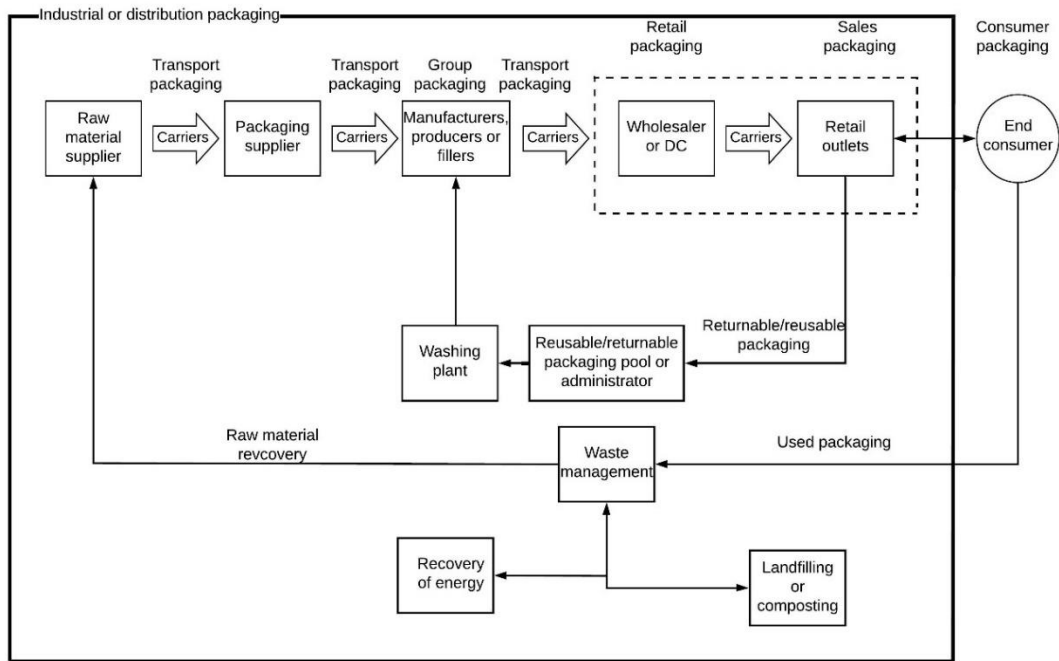 Industrial or distribution packaging
Retail
packaging
Sales
packaging
Consumer
packaging
Transport
packaging
Transport
packaging
Group
packaging
Transport
packaging
Raw
material
supplier
Carriers
Packaging
supplier
Carriers
Manufacturers,
producers or
fillers
Carriers
Wholesaler
or DC
Carriers
Retail
outlets
End
consumer
Washing
plant
Reusable/returnable
packaging pool or
administrator
Returnable/reusable
packaging
Raw material
revcovery
Waste
management
Used packaging
Recovery
of energy
Landfilling
or
composting